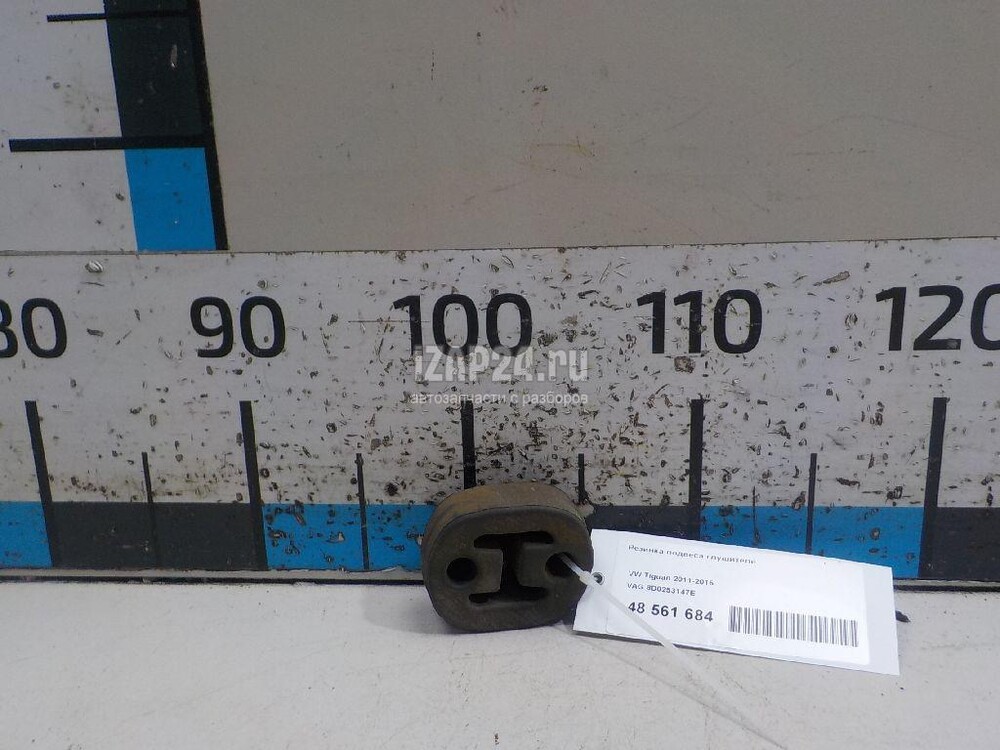 80 90 100 110 120
iZAP24.ru
автозапчасти с разборов
Резинка подвеса глушителя
VW Tiguan 2011-2016
VAG 8D0253147E
48 561 684